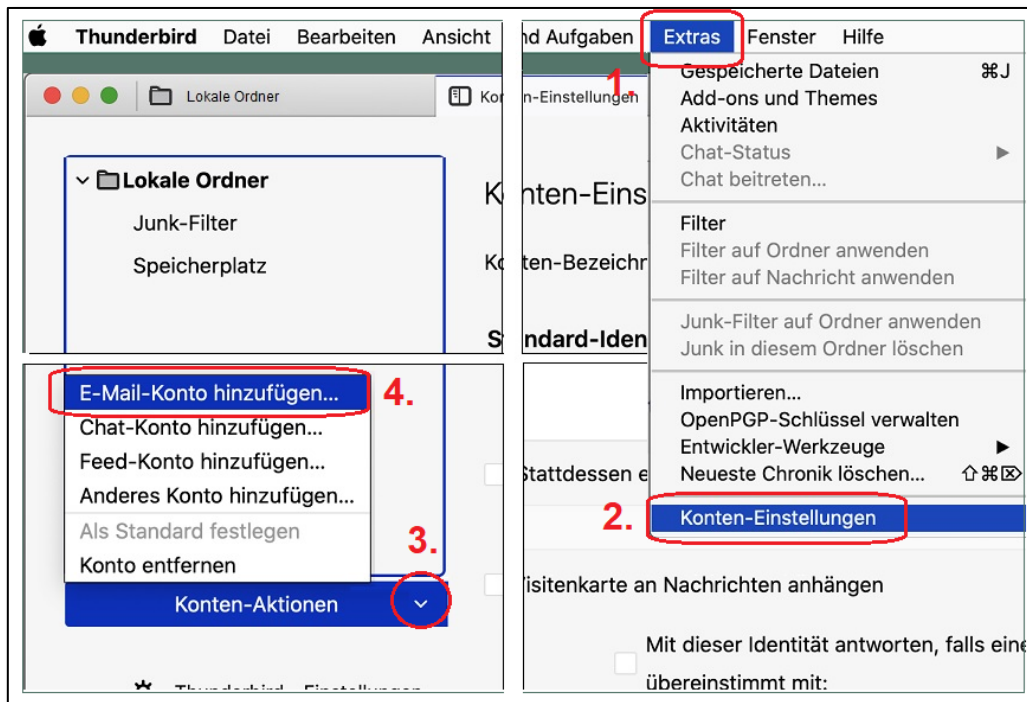 Thunderbird Datei Bearbeiten Ansicht
Lokale Ordner
Kon
Lokale Ordner
Junk-Filter
Speicherplatz
nd Aufgaben Extras Fenster Hilfe
1.
n-Einstellungen
nten-Eins
ten-Bezeichn
ndard-Iden
Gespeicherte Dateien ⌘J
Add-ons und Themes
Aktivitäten
Chat-Status ▶
Chat beitreten...
Filter
Filter auf Ordner anwenden
Filter auf Nachricht anwenden
Junk-Filter auf Ordner anwenden
Junk in diesem Ordner löschen
Importieren...
OpenPGP-Schlüssel verwalten
Entwickler-Werkzeuge ▶
Neueste Chronik löschen... ⇧⌘⌦
2. Konten-Einstellungen
E-Mail-Konto hinzufügen... 4.
Chat-Konto hinzufügen...
Feed-Konto hinzufügen...
Anderes Konto hinzufügen...
Als Standard festlegen
Konto entfernen
3.
Konten-Aktionen
Stattdessen e
isitenkarte an Nachrichten anhängen
Mit dieser Identität antworten, falls eine
übereinstimmt mit: